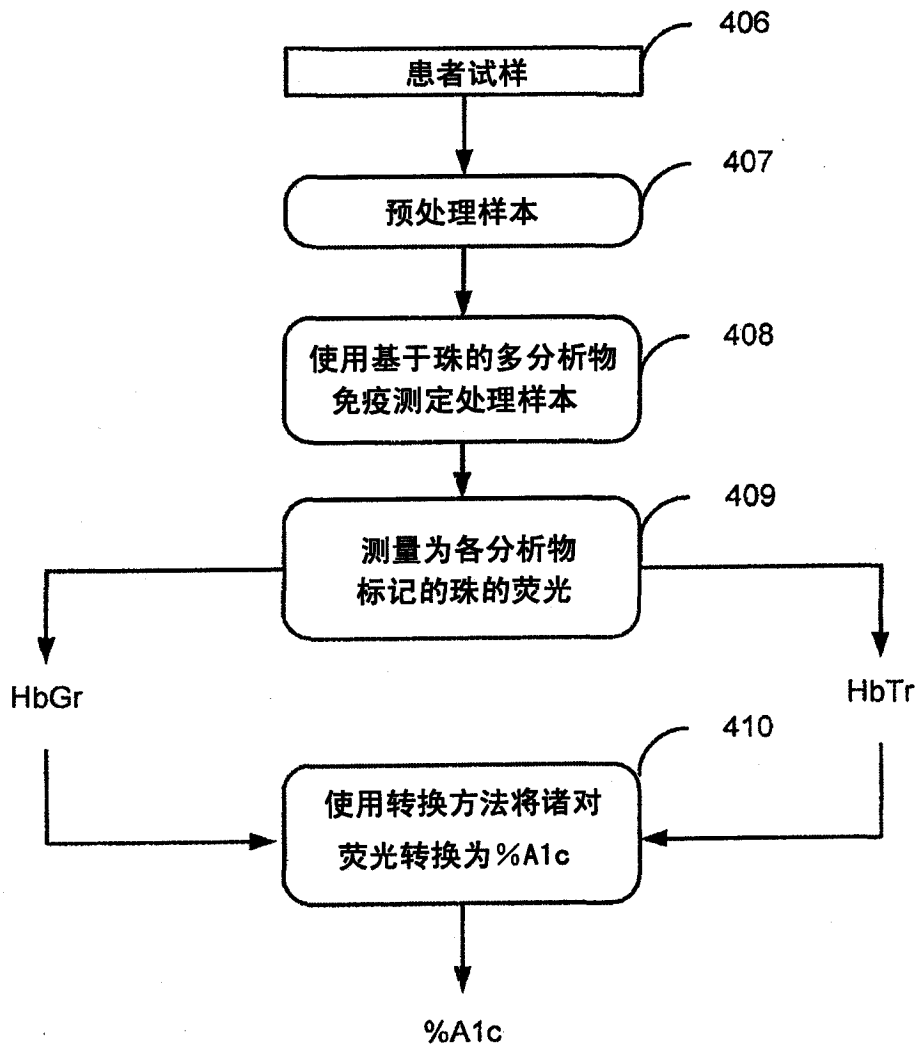 406
患者试样
407
预处理样本
408
使用基于珠的多分析物
免疫测定处理样本
409
测量为各分析物
标记的珠的荧光
HbGr
HbTr
410
使用转换方法将诸对
荧光转换为%A1c
%A1c